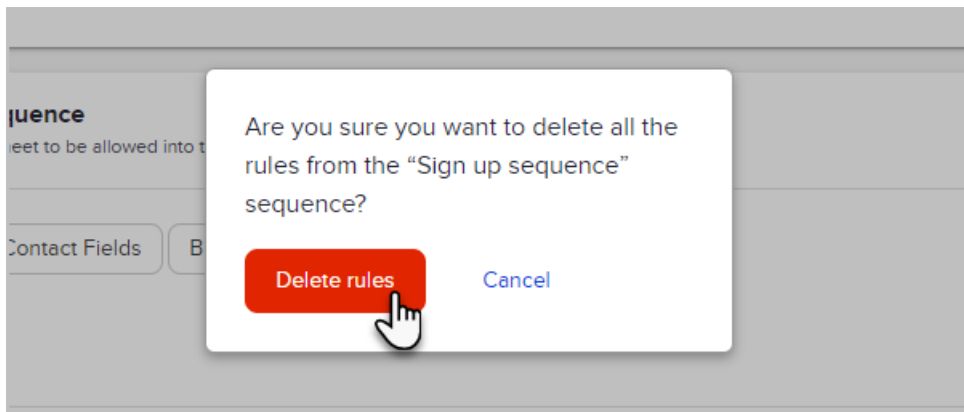 quence
eet to be allowed into t
Contact Fields
B
Are you sure you want to delete all the
rules from the “Sign up sequence”
sequence?
Delete rules
Cancel